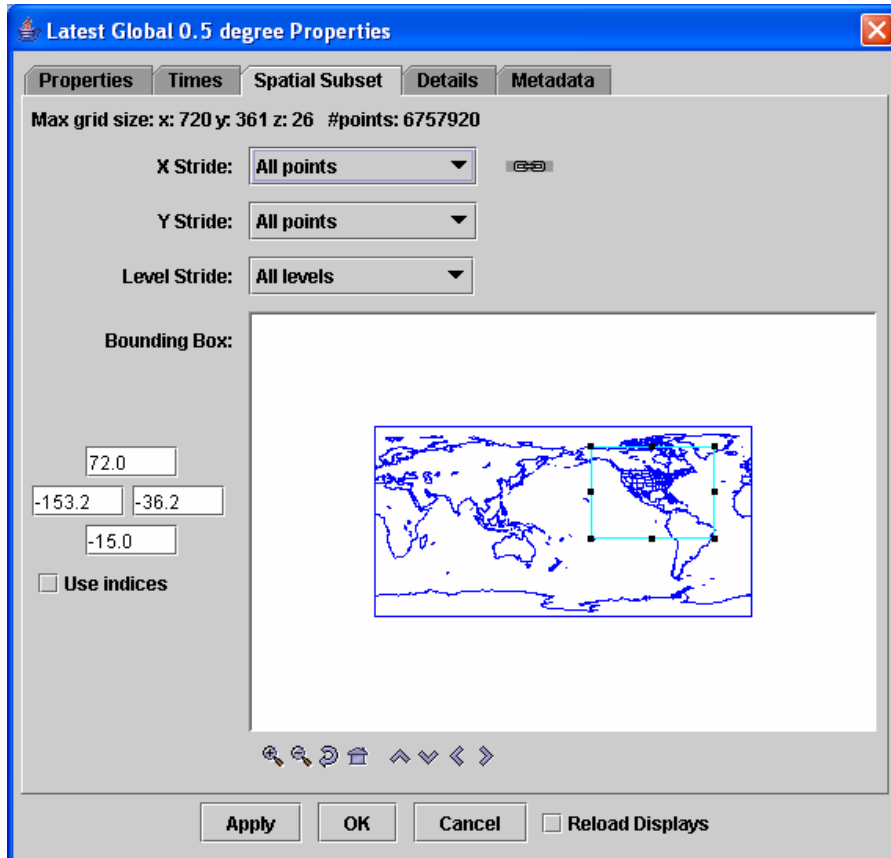 Latest Global 0.5 degree Properties
Properties Times Spatial Subset Details Metadata
Max grid size: x: 720 y: 361 z: 26 #points: 6757920
X Stride: All points
Y Stride: All points
Level Stride: All levels
Bounding Box:
72.0
-153.2 -36.2
-15.0
Use indices
Apply OK Cancel Reload Displays